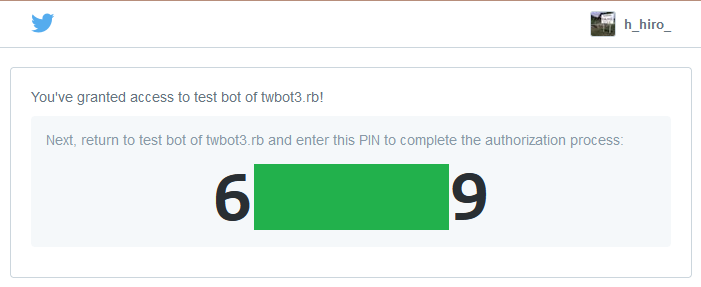 h_hiro_
You've granted access to test bot of twbot3.rb!
Next, return to test bot of twbot3.rb and enter this PIN to complete the authorization process:
6 9